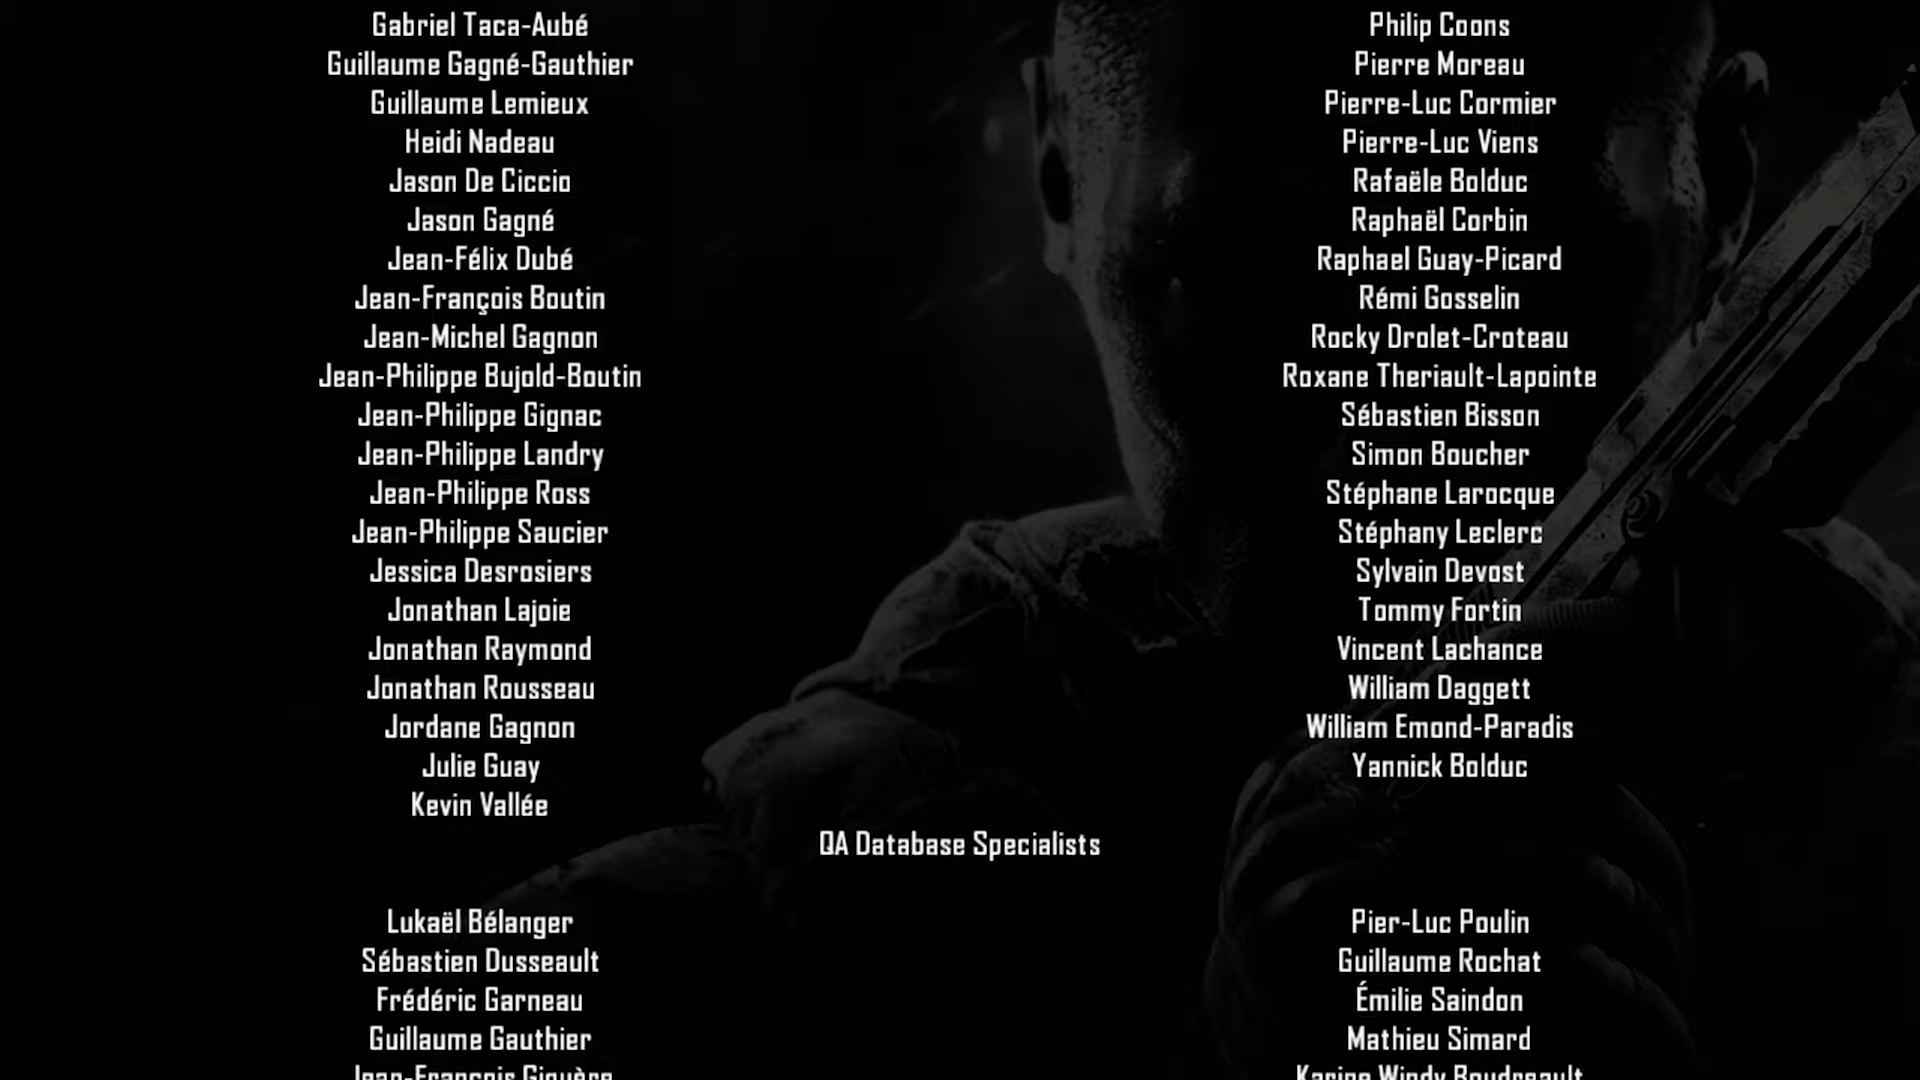 Gabriel Taca-Aubé
Guillaume Gagné-Gauthier
Guillaume Lemieux
Heidi Nadeau
Jason De Ciccio
Jason Gagné
Jean-Félix Dubé
Jean-François Boutin
Jean-Michel Gagnon
Jean-Philippe Bujold-Boutin
Jean-Philippe Gignac
Jean-Philippe Landry
Jean-Philippe Ross
Jean-Philippe Saucier
Jessica Desrosiers
Jonathan Lajoie
Jonathan Raymond
Jonathan Rousseau
Jordane Gagnon
Julie Guay
Kevin Vallée
Philip Coons
Pierre Moreau
Pierre-Luc Cormier
Pierre-Luc Viens
Rafaële Bolduc
Raphaël Corbin
Raphael Guay-Picard
Rémi Gosselin
Rocky Drolet-Croteau
Roxane Theriault-Lapointe
Sébastien Bisson
Simon Boucher
Stéphane Larocque
Stéphany Leclerc
Sylvain Devost
Tommy Fortin
Vincent Lachance
William Daggett
William Emond-Paradis
Yannick Bolduc
QA Database Specialists
Lukaël Bélanger
Sébastien Dusseault
Frédéric Garneau
Guillaume Gauthier
Jean-François Giguère
Pier-Luc Poulin
Guillaume Rochat
Émilie Saindon
Mathieu Simard
Karine Windy Boudreault